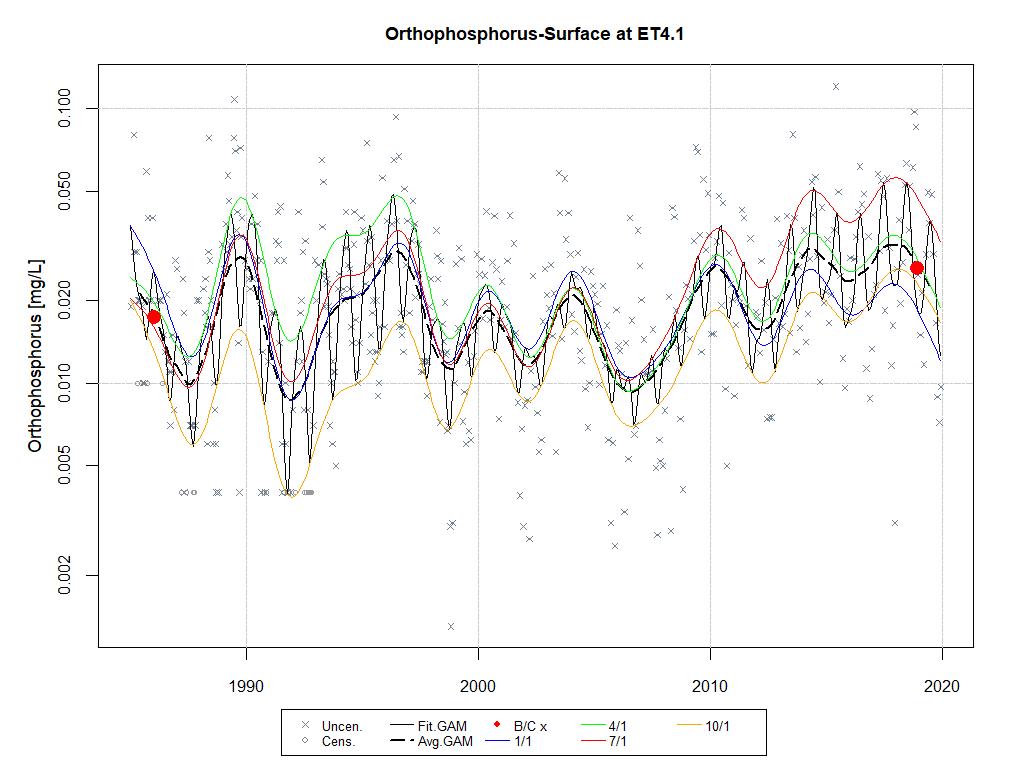 Orthophosphorus-Surface at ET4.1
Orthophosphorus [mg/L]
0.100
0.050
0.020
0.010
0.005
0.002
1990 2000 2010 2020
Uncen. Fit.GAM B/C x 4/1 10/1
Cens. Avg.GAM 1/1 7/1